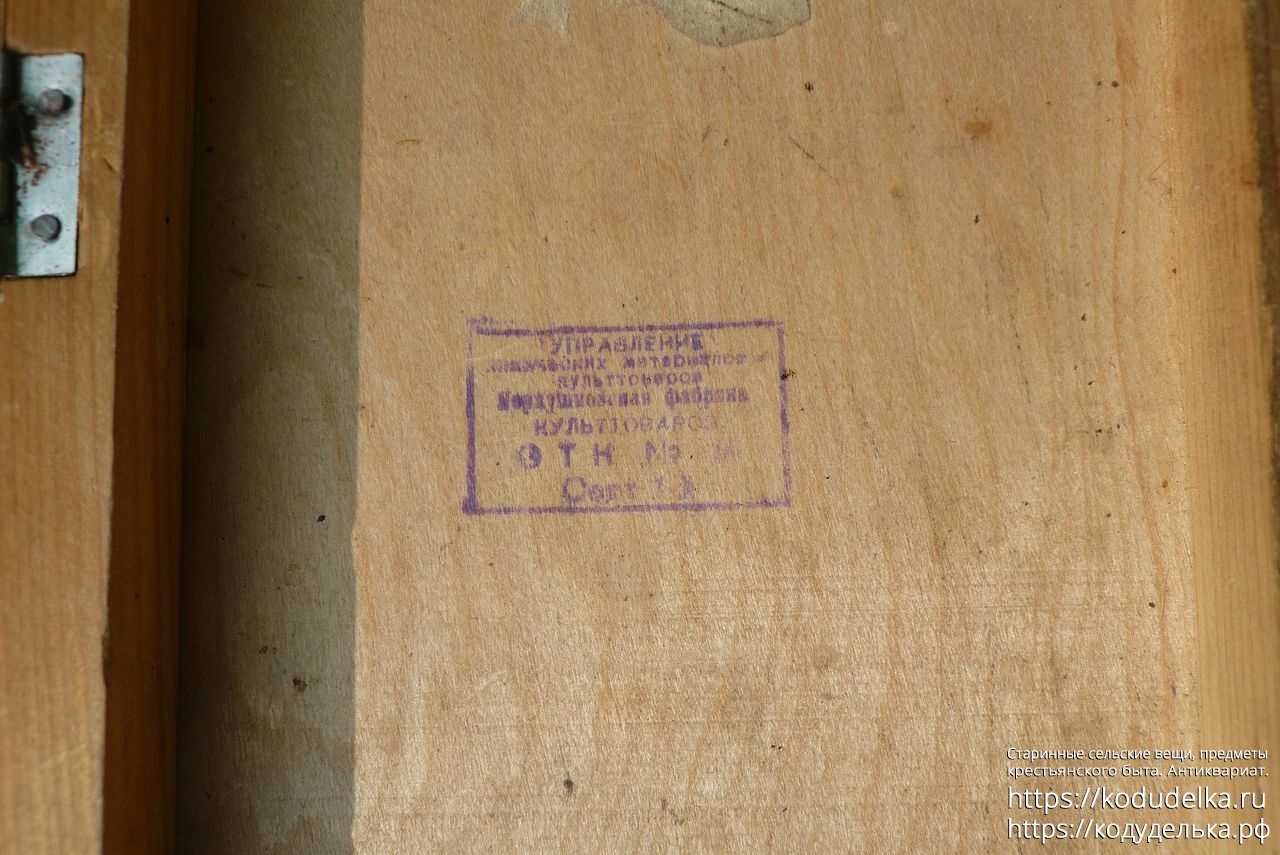 УПРАВЛЕНИЕ
материалов и
культтоваров
фабрика
КУЛЬТТОВАРОВ
О Т К №
Сорт 1
Старинные сельские вещи, предметы
крестьянского быта. Антиквариат.
https://kodudelka.ru
https://кодуделька.рф